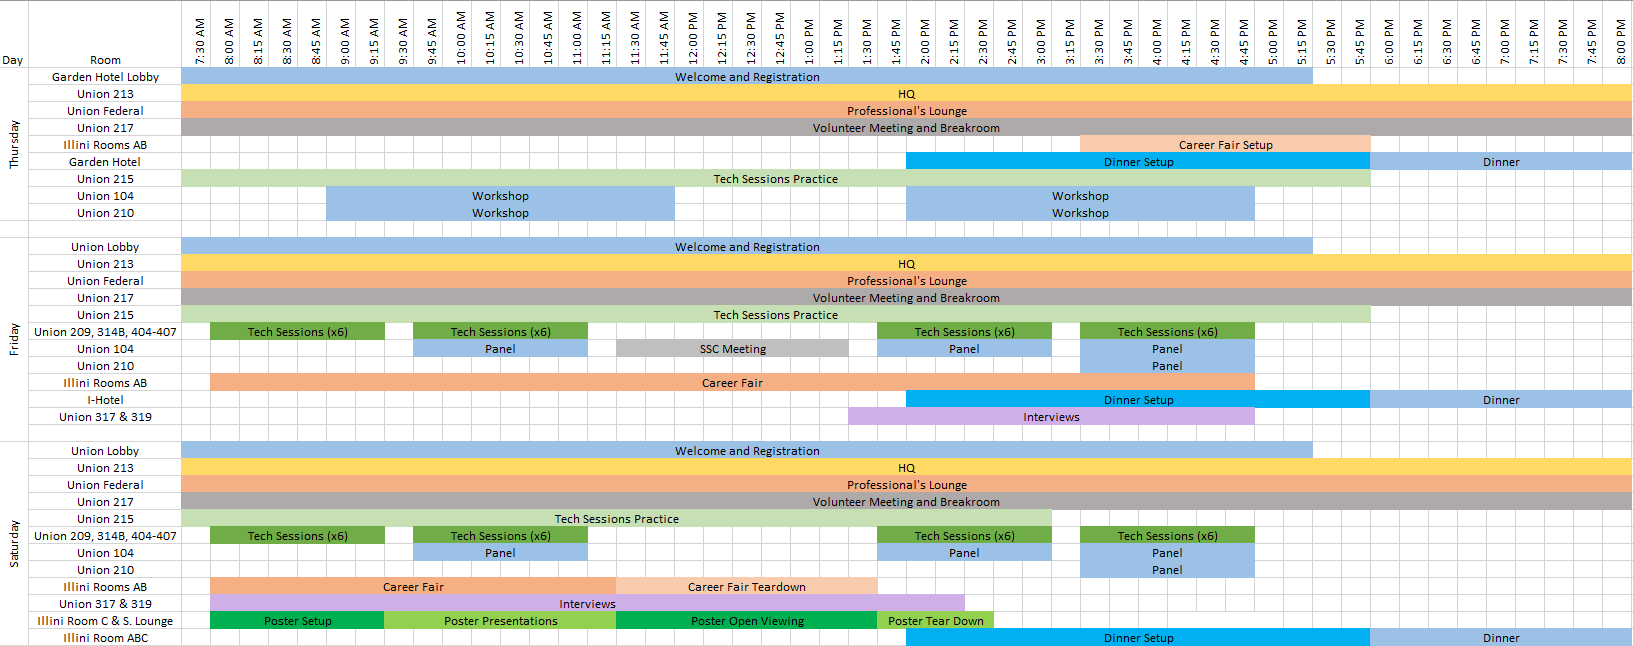 Day Room 7:30 AM 8:00 AM 8:15 AM 8:30 AM 8:45 AM 9:00 AM 9:15 AM 9:30 AM 9:45 AM 10:00 AM 10:15 AM 10:30 AM 10:45 AM 11:00 AM 11:15 AM 11:30 AM 11:45 AM 12:00 PM 12:15 PM 12:30 PM 12:45 PM 1:00 PM 1:15 PM 1:30 PM 1:45 PM 2:00 PM 2:15 PM 2:30 PM 2:45 PM 3:00 PM 3:15 PM 3:30 PM 3:45 PM 4:00 PM 4:15 PM 4:30 PM 4:45 PM 5:00 PM 5:15 PM 5:30 PM 5:45 PM 6:00 PM 6:15 PM 6:30 PM 6:45 PM 7:00 PM 7:15 PM 7:30 PM 7:45 PM 8:00 PM
Thursday
Garden Hotel Lobby Welcome and Registration
Union 213 HQ
Union Federal Professional's Lounge
Union 217 Volunteer Meeting and Breakroom
Illini Rooms AB Career Fair Setup
Garden Hotel Dinner Setup Dinner
Union 215 Tech Sessions Practice
Union 104 Workshop Workshop
Union 210 Workshop Workshop
Friday
Union Lobby Welcome and Registration
Union 213 HQ
Union Federal Professional's Lounge
Union 217 Volunteer Meeting and Breakroom
Union 215 Tech Sessions Practice
Union 209, 314B, 404-407 Tech Sessions (x6) Tech Sessions (x6) Tech Sessions (x6) Tech Sessions (x6)
Union 104 Panel SSC Meeting Panel Panel
Union 210 Panel
Illini Rooms AB Career Fair
I-Hotel Dinner Setup Dinner
Union 317 & 319 Interviews
Saturday
Union Lobby Welcome and Registration
Union 213 HQ
Union Federal Professional's Lounge
Union 217 Volunteer Meeting and Breakroom
Union 215 Tech Sessions Practice
Union 209, 314B, 404-407 Tech Sessions (x6) Tech Sessions (x6) Tech Sessions (x6) Tech Sessions (x6)
Union 104 Panel Panel Panel
Union 210 Panel
Illini Rooms AB Career Fair Career Fair Teardown
Union 317 & 319 Interviews
Illini Room C & S. Lounge Poster Setup Poster Presentations Poster Open Viewing Poster Tear Down
Illini Room ABC Dinner Setup Dinner